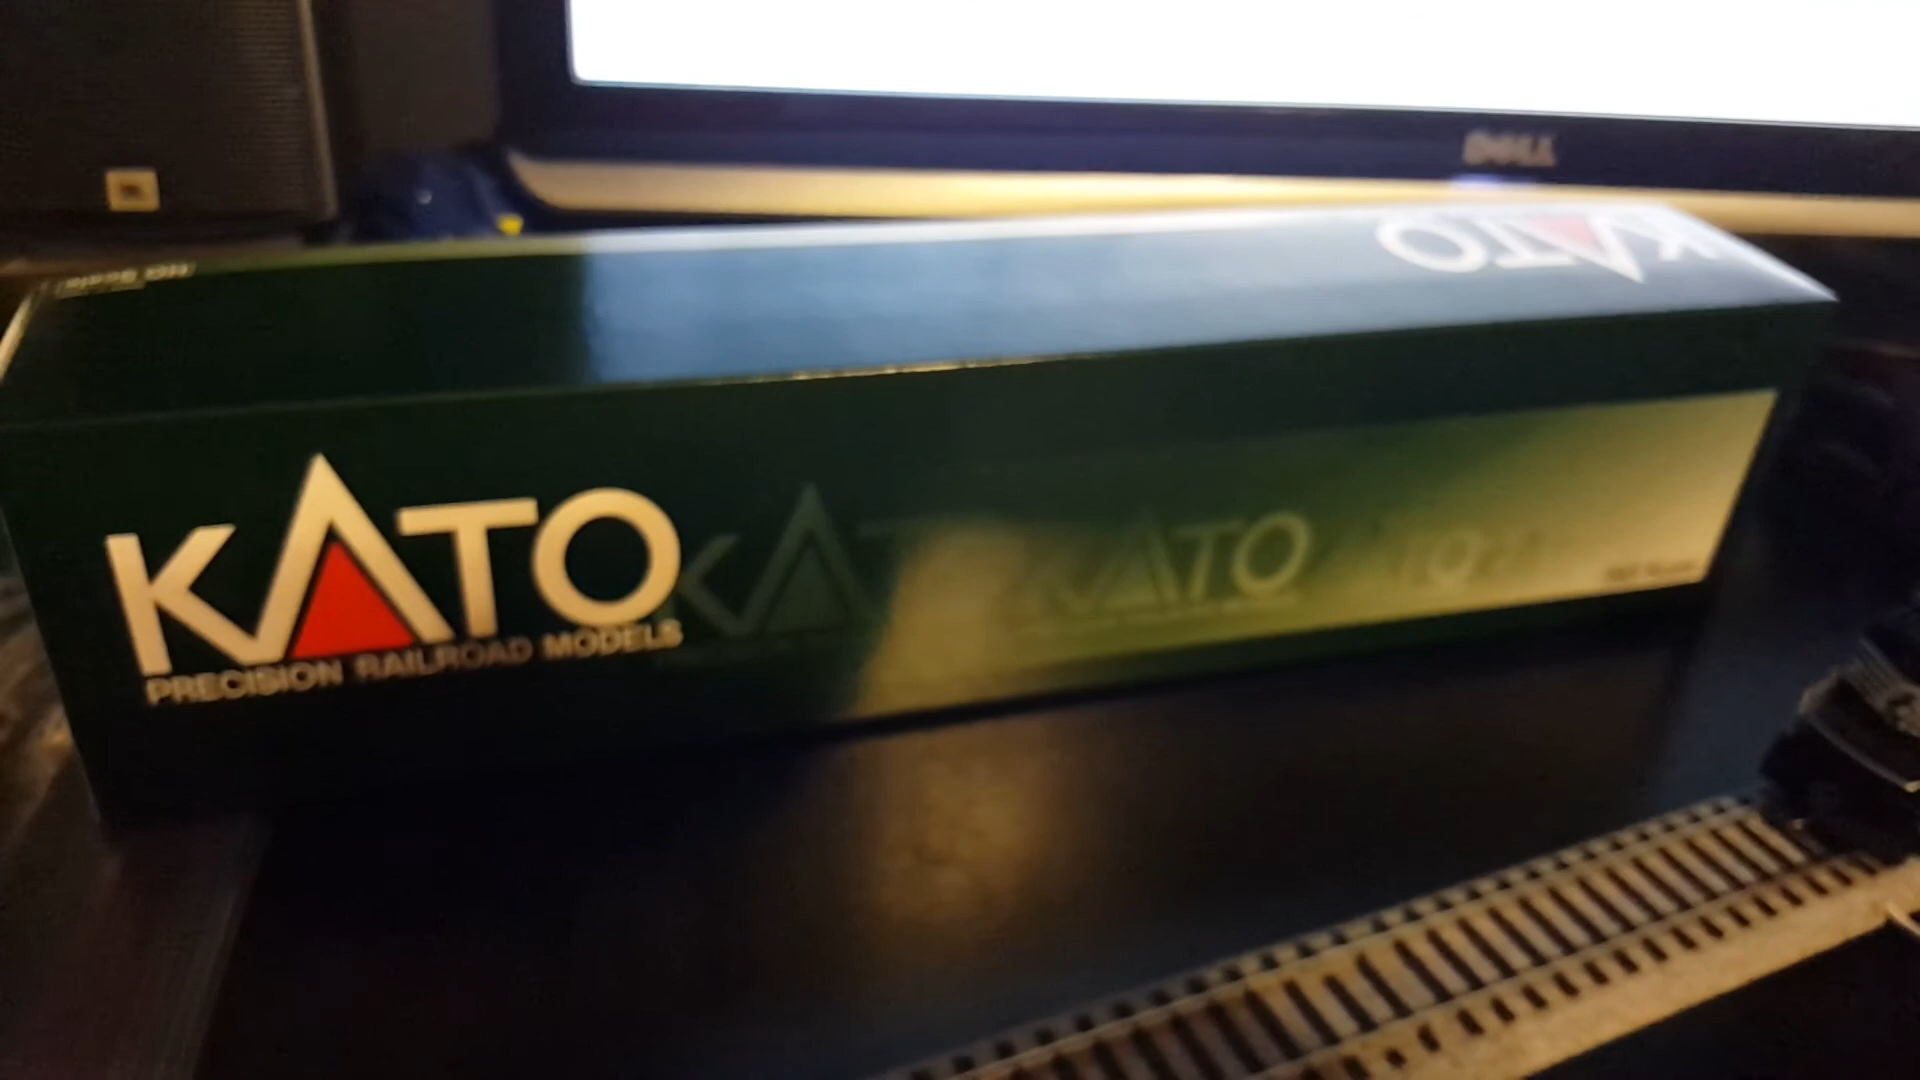 DELL
KATO
KATO
PRECISION RAILROAD MODELS
KATO
KATO